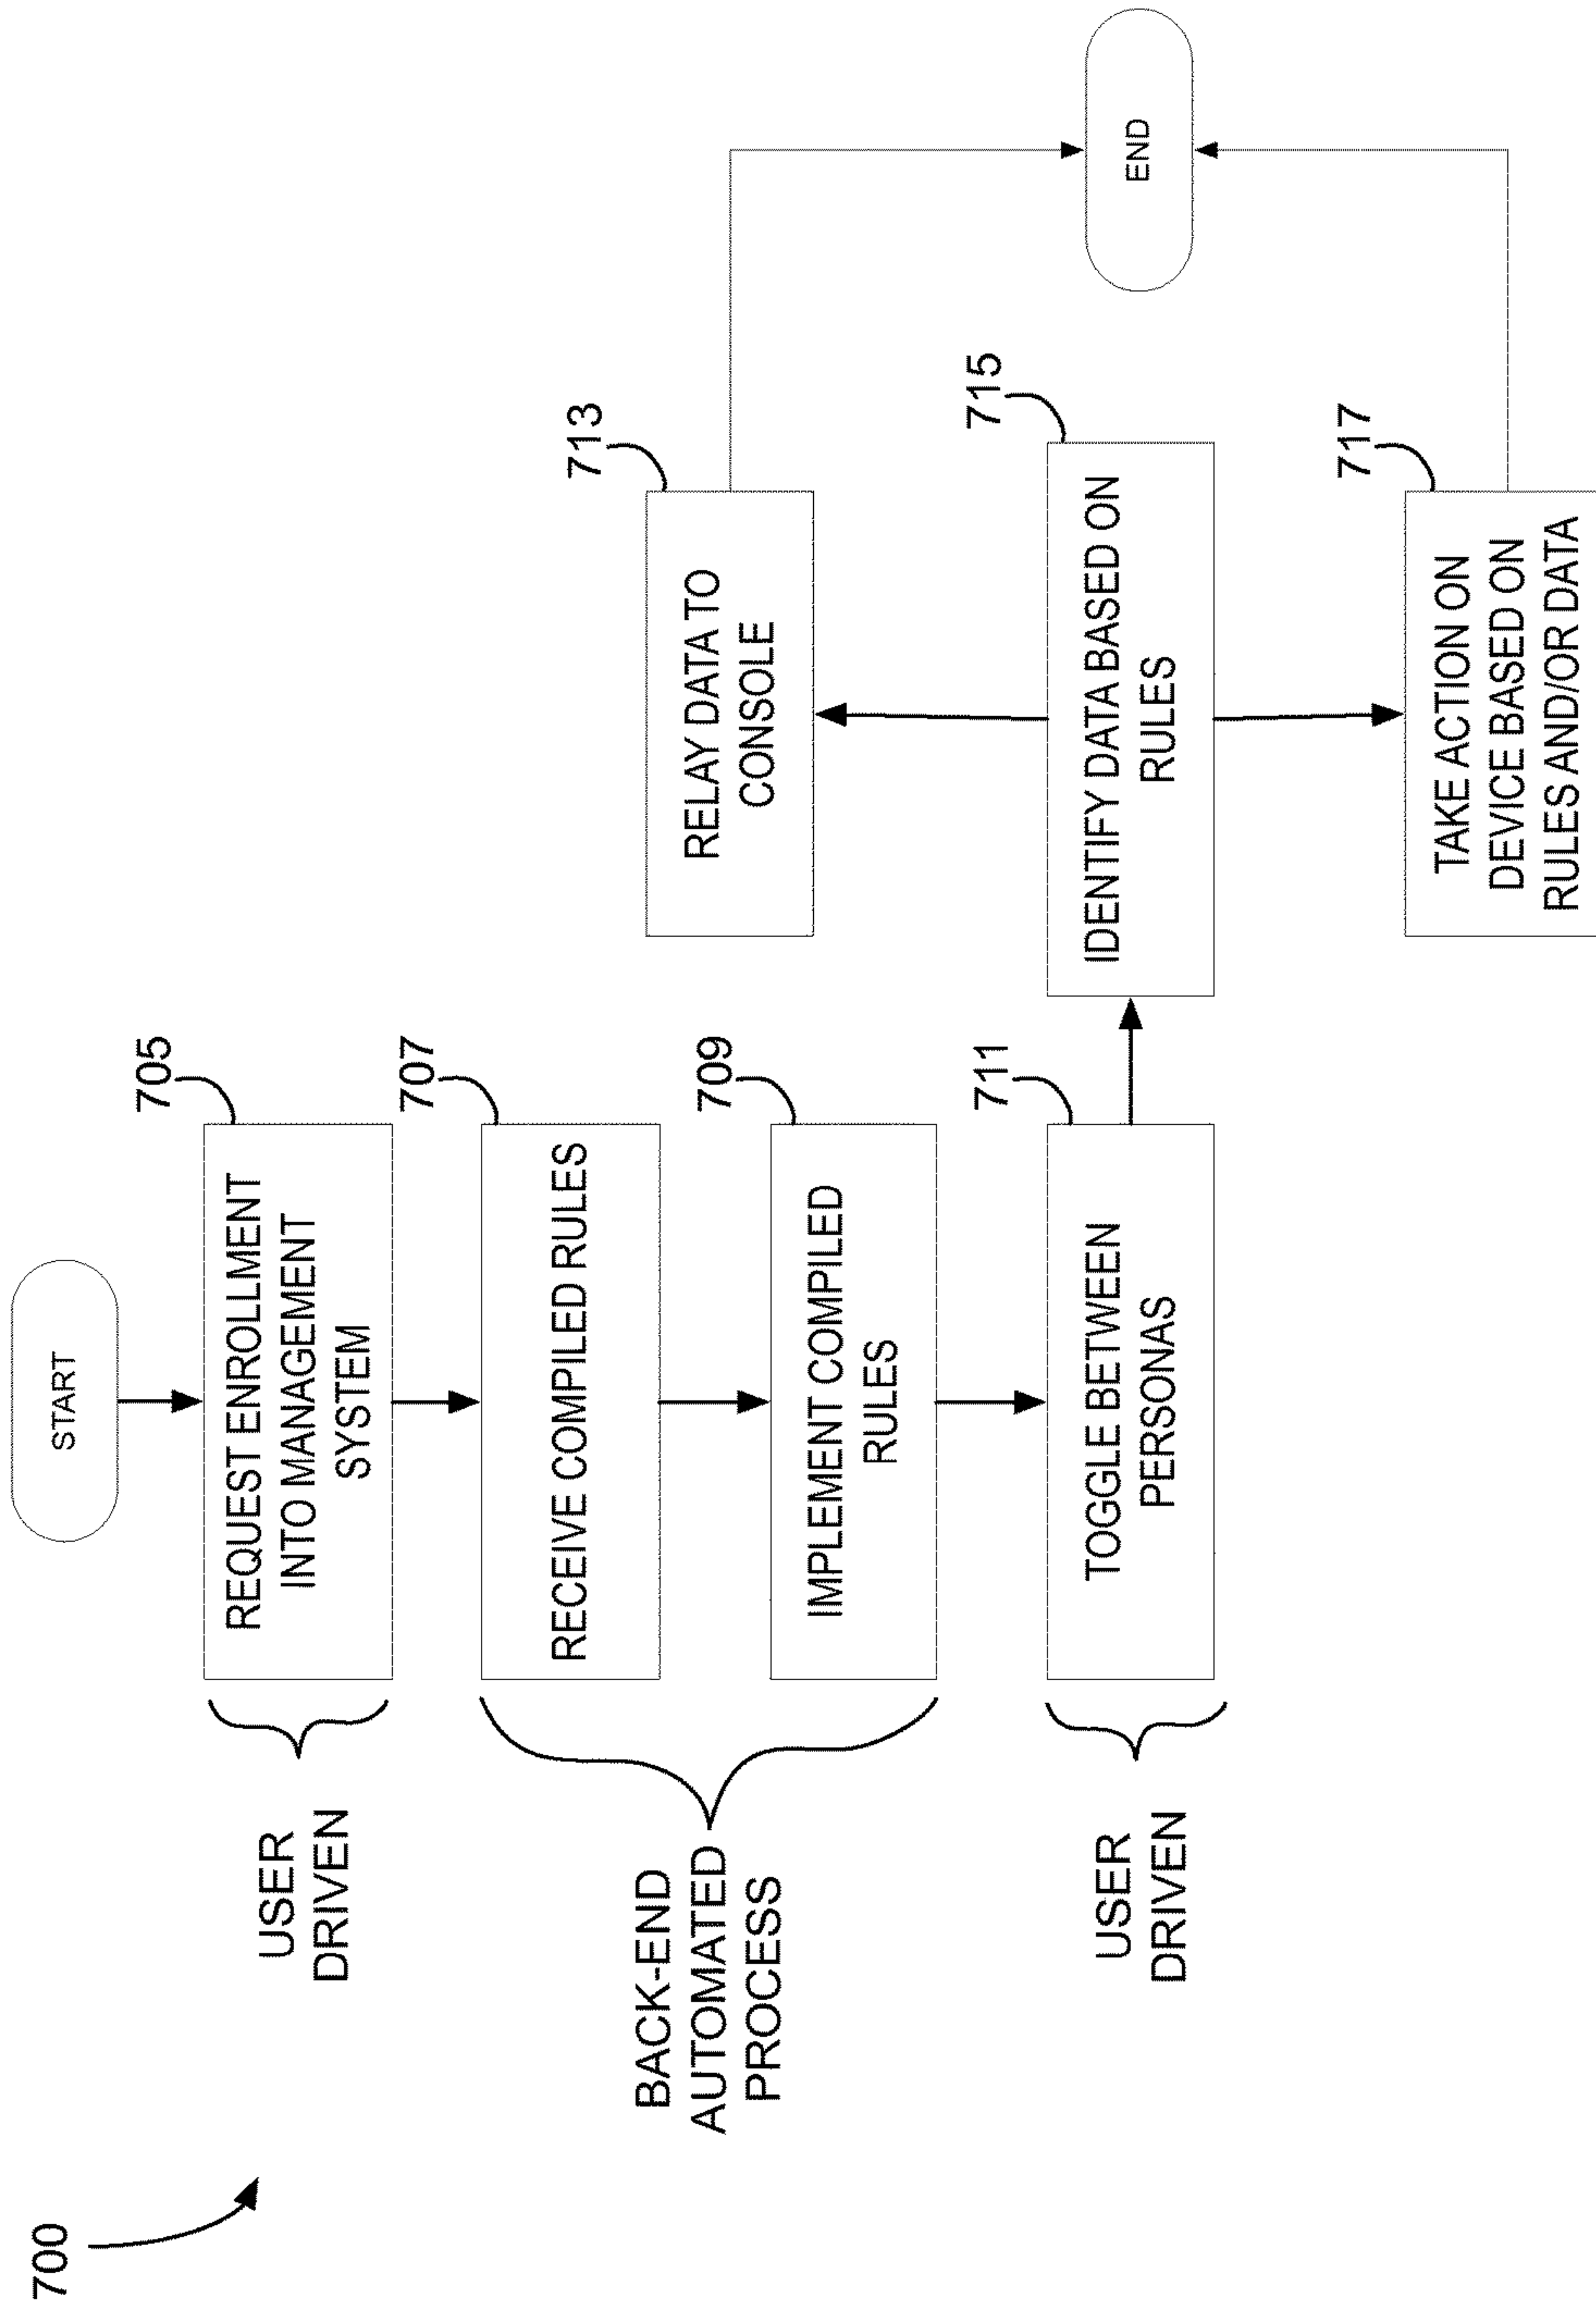 700
START
705
USER
DRIVEN
REQUEST ENROLLMENT
INTO MANAGEMENT
SYSTEM
707
BACK-END
AUTOMATED
PROCESS
RECEIVE COMPILED RULES
709
IMPLEMENT COMPILED
RULES
711
USER
DRIVEN
TOGGLE BETWEEN
PERSONAS
713
RELAY DATA TO
CONSOLE
715
IDENTIFY DATA BASED ON
RULES
717
TAKE ACTION ON
DEVICE BASED ON
RULES AND/OR DATA
END